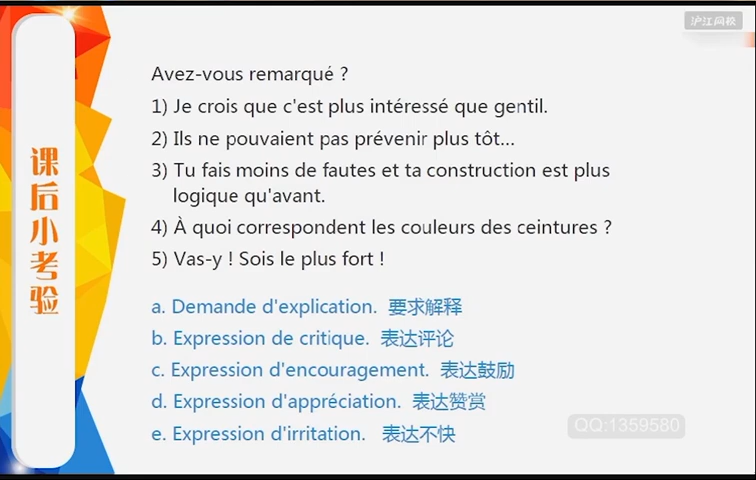 沪江网校
课后小考验
Avez-vous remarqué ?
1) Je crois que c'est plus intéressé que gentil.
2) Ils ne pouvaient pas prévenir plus tôt...
3) Tu fais moins de fautes et ta construction est plus
logique qu'avant.
4) À quoi correspondent les couleurs des ceintures ?
5) Vas-y ! Sois le plus fort !
a. Demande d'explication. 要求解释
b. Expression de critique. 表达评论
c. Expression d'encouragement. 表达鼓励
d. Expression d'appréciation. 表达赞赏
e. Expression d'irritation. 表达不快
QQ:1359580